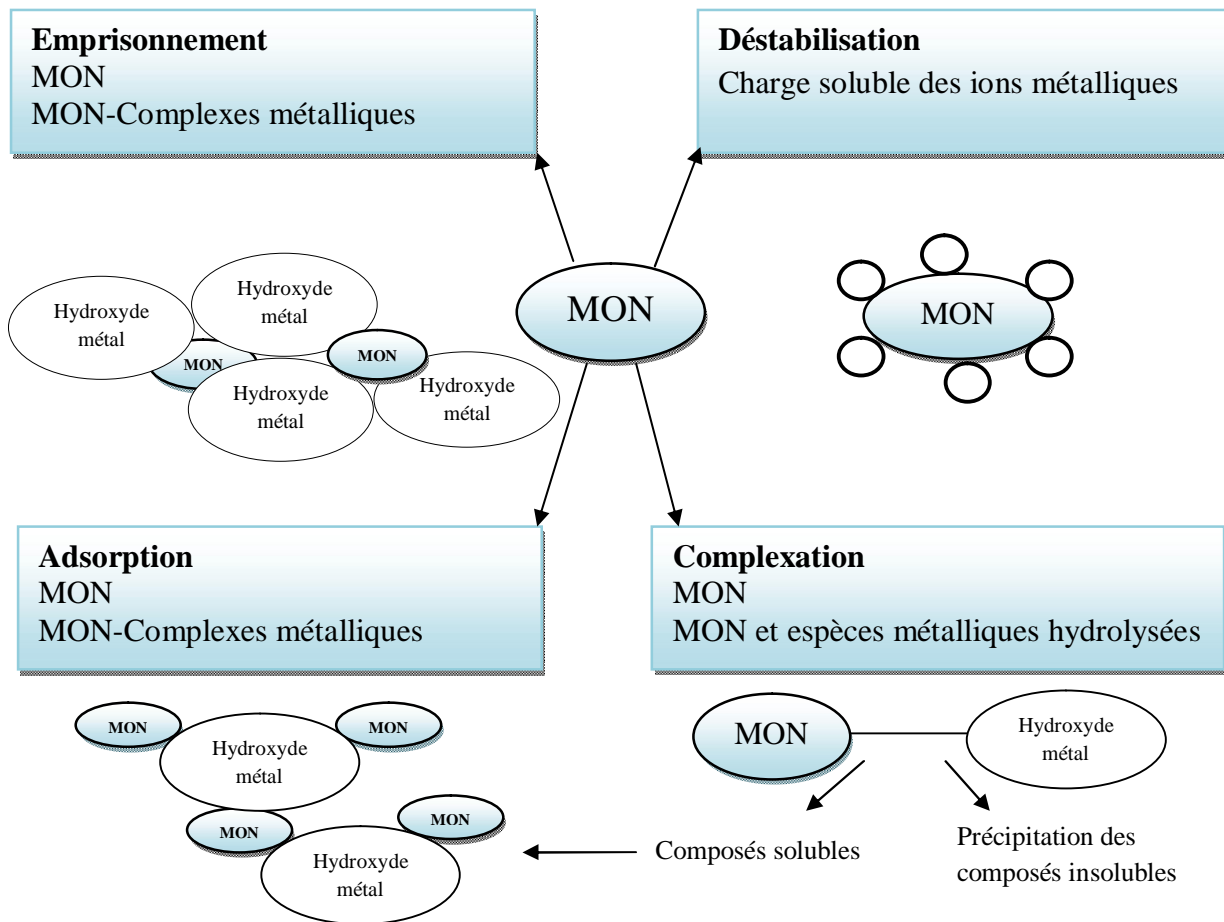 Emprisonnement
MON
MON-Complexes métalliques
Déstabilisation
Charge soluble des ions métalliques
MON
Hydroxyde
métal
Hydroxyde
métal
MON
MON
Hydroxyde
métal
Hydroxyde
métal
MON
Adsorption
MON
MON-Complexes métalliques
Complexation
MON
MON et espèces métalliques hydrolysées
MON
MON
Hydroxyde
métal
MON
MON
Hydroxyde
métal
MON
Hydroxyde
métal
Composés solubles
Précipitation des
composés insolubles